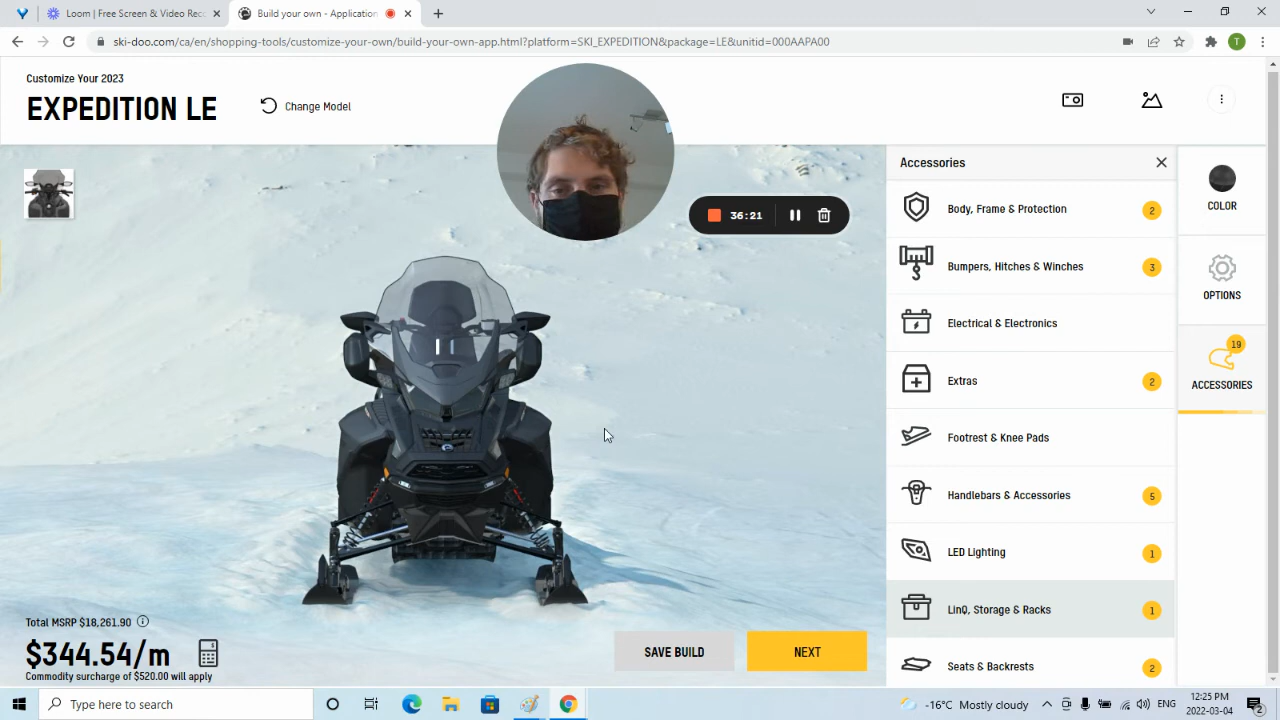 Loom | Free Screen & Video Reco
Build your own - Application
ski-doo.com/ca/en/shopping-tools/customize-your-own/build-your-own-app.html?platform=SKI_EXPEDITION&package=LE&unitid=000AAPA00
T
Customize Your 2023
EXPEDITION LE
Change Model
36:21
Accessories
Body, Frame & Protection
2
Bumpers, Hitches & Winches
3
Electrical & Electronics
Extras
2
Footrest & Knee Pads
Handlebars & Accessories
5
LED Lighting
1
LinQ, Storage & Racks
1
Seats & Backrests
2
COLOR
OPTIONS
19
ACCESSORIES
Total MSRP $18,261.90
$344.54/m
Commodity surcharge of $520.00 will apply
SAVE BUILD
NEXT
Type here to search
-16°C Mostly cloudy
ENG
12:25 PM
2022-03-04
2